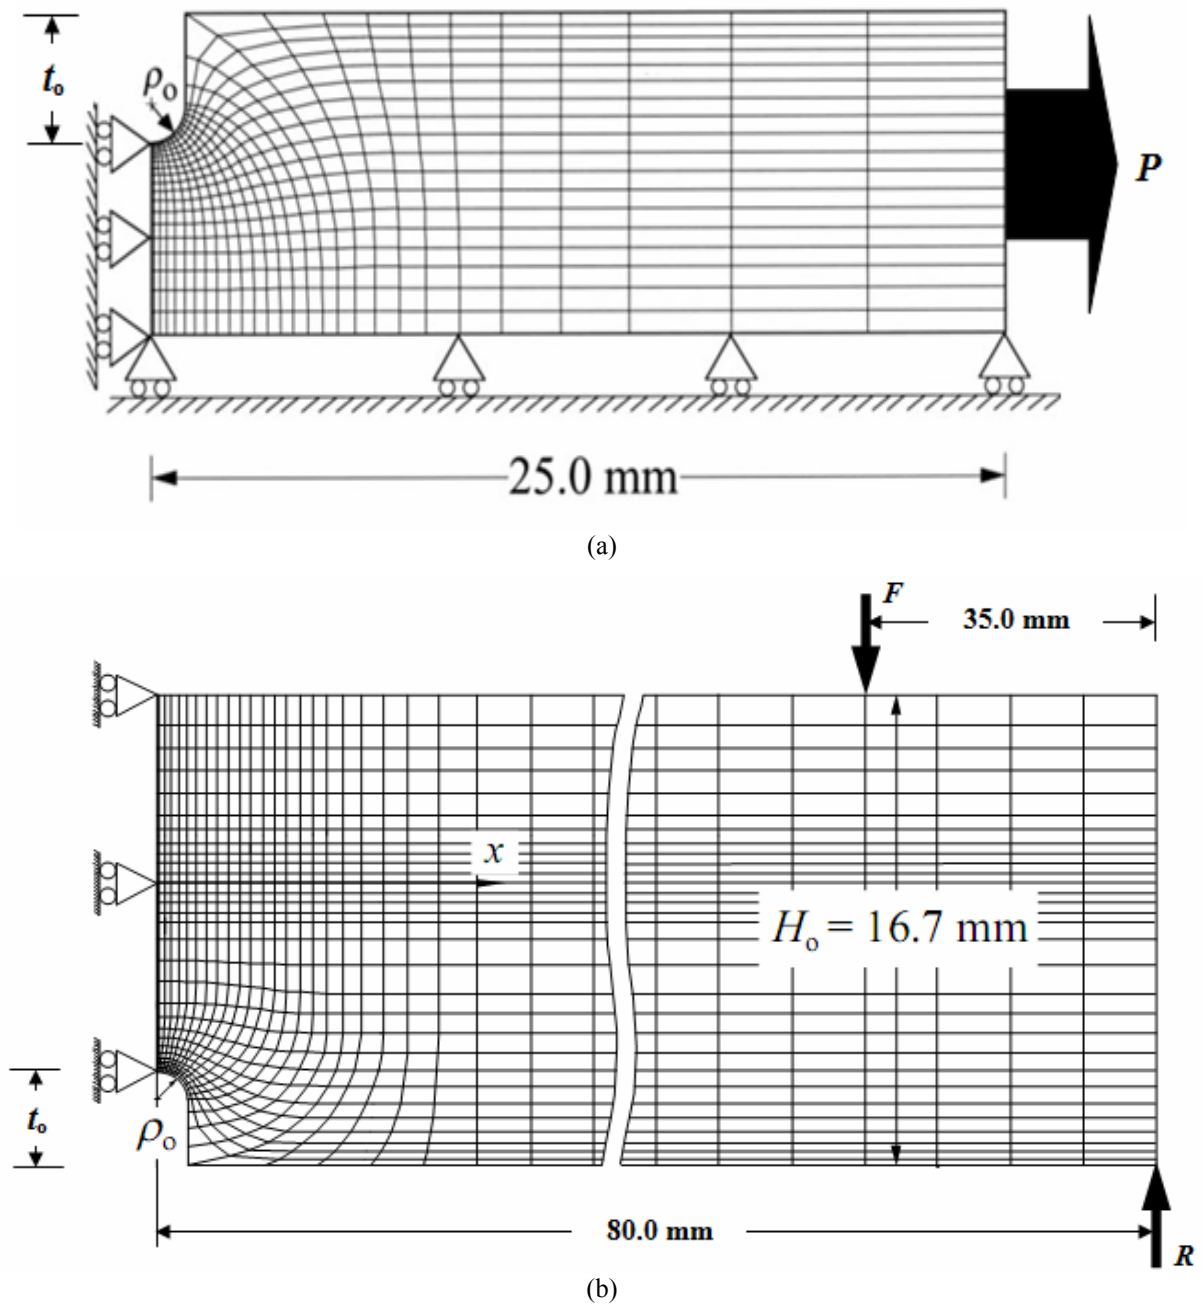 t₀
ρ₀
P
25.0 mm
(a)
F
35.0 mm
x
H₀ = 16.7 mm
t₀
ρ₀
80.0 mm
R
(b)